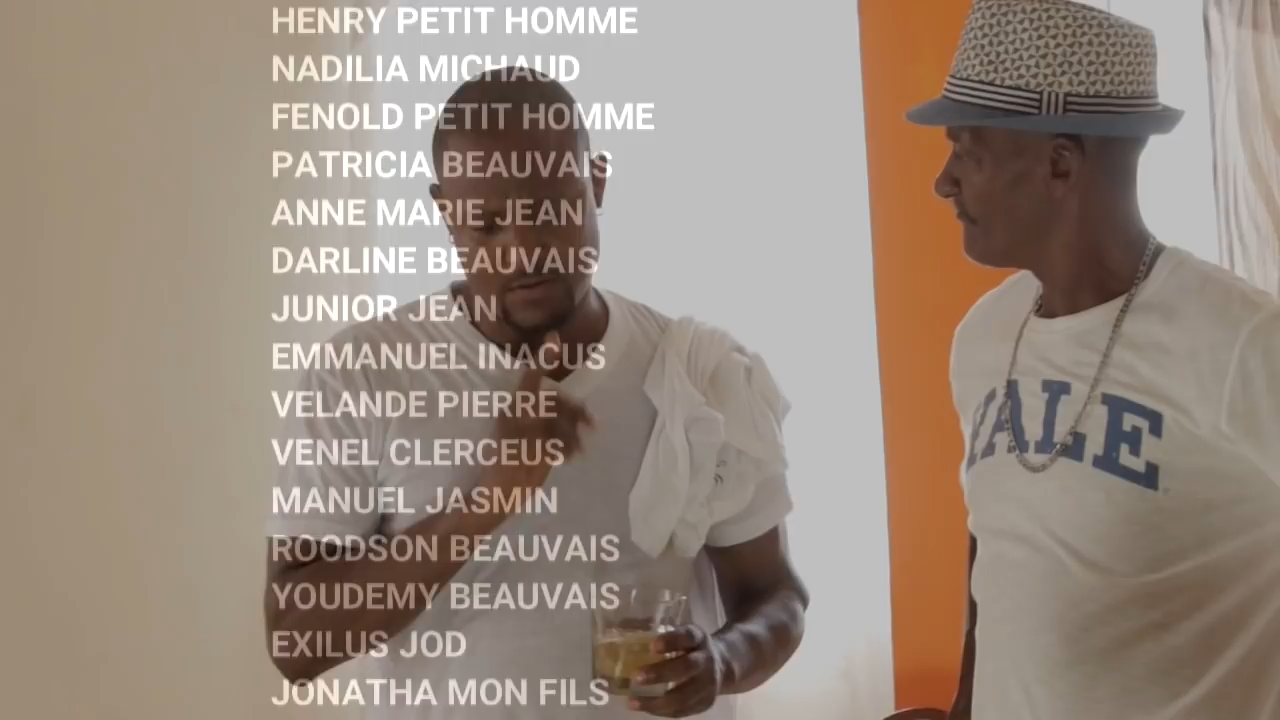 HENRY PETIT HOMME
NADILIA MICHAUD
FENOLD PETIT HOMME
PATRICIA BEAUVAIS
ANNE MARIE JEAN
DARLINE BEAUVAIS
JUNIOR JEAN
EMMANUEL INACUS
VELANDE PIERRE
VENEL CLERCEUS
MANUEL JASMIN
ROODSON BEAUVAIS
YOUDEMY BEAUVAIS
EXILUS JOD
JONATHA MON FILS
YALE